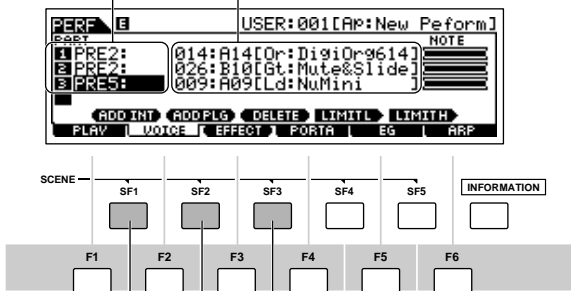 PERF E USER:001[AP:New Peform]
PART NOTE
1 PRE2: 014:A14[Or:DigiOrg614]
2 PRE2: 026:B10[Gt:Mute&Slide]
3 PRE5: 009:A09[Ld:NuMini ]
ADD INT ADD PLG DELETE LIMITL LIMITH
PLAY VOICE EFFECT PORTA EG ARP
SCENE SF1 SF2 SF3 SF4 SF5 INFORMATION
F1 F2 F3 F4 F5 F6